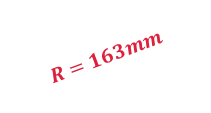 R = 163mm